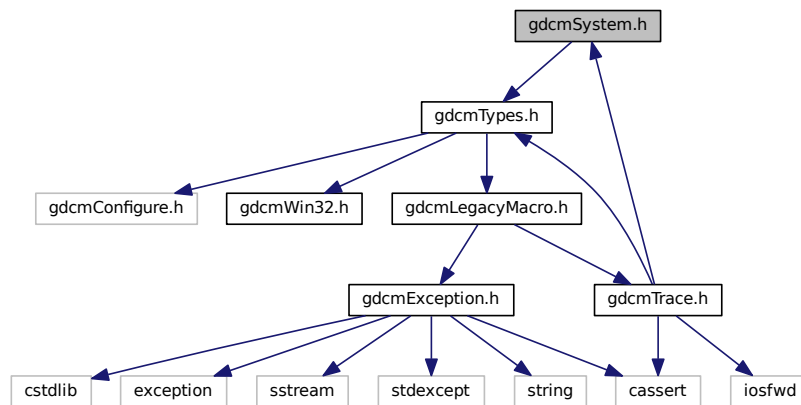 gdcmSystem.h
gdcmTypes.h
gdcmConfigure.h
gdcmWin32.h
gdcmLegacyMacro.h
gdcmException.h
gdcmTrace.h
cstdlib
exception
sstream
stdexcept
string
cassert
iosfwd